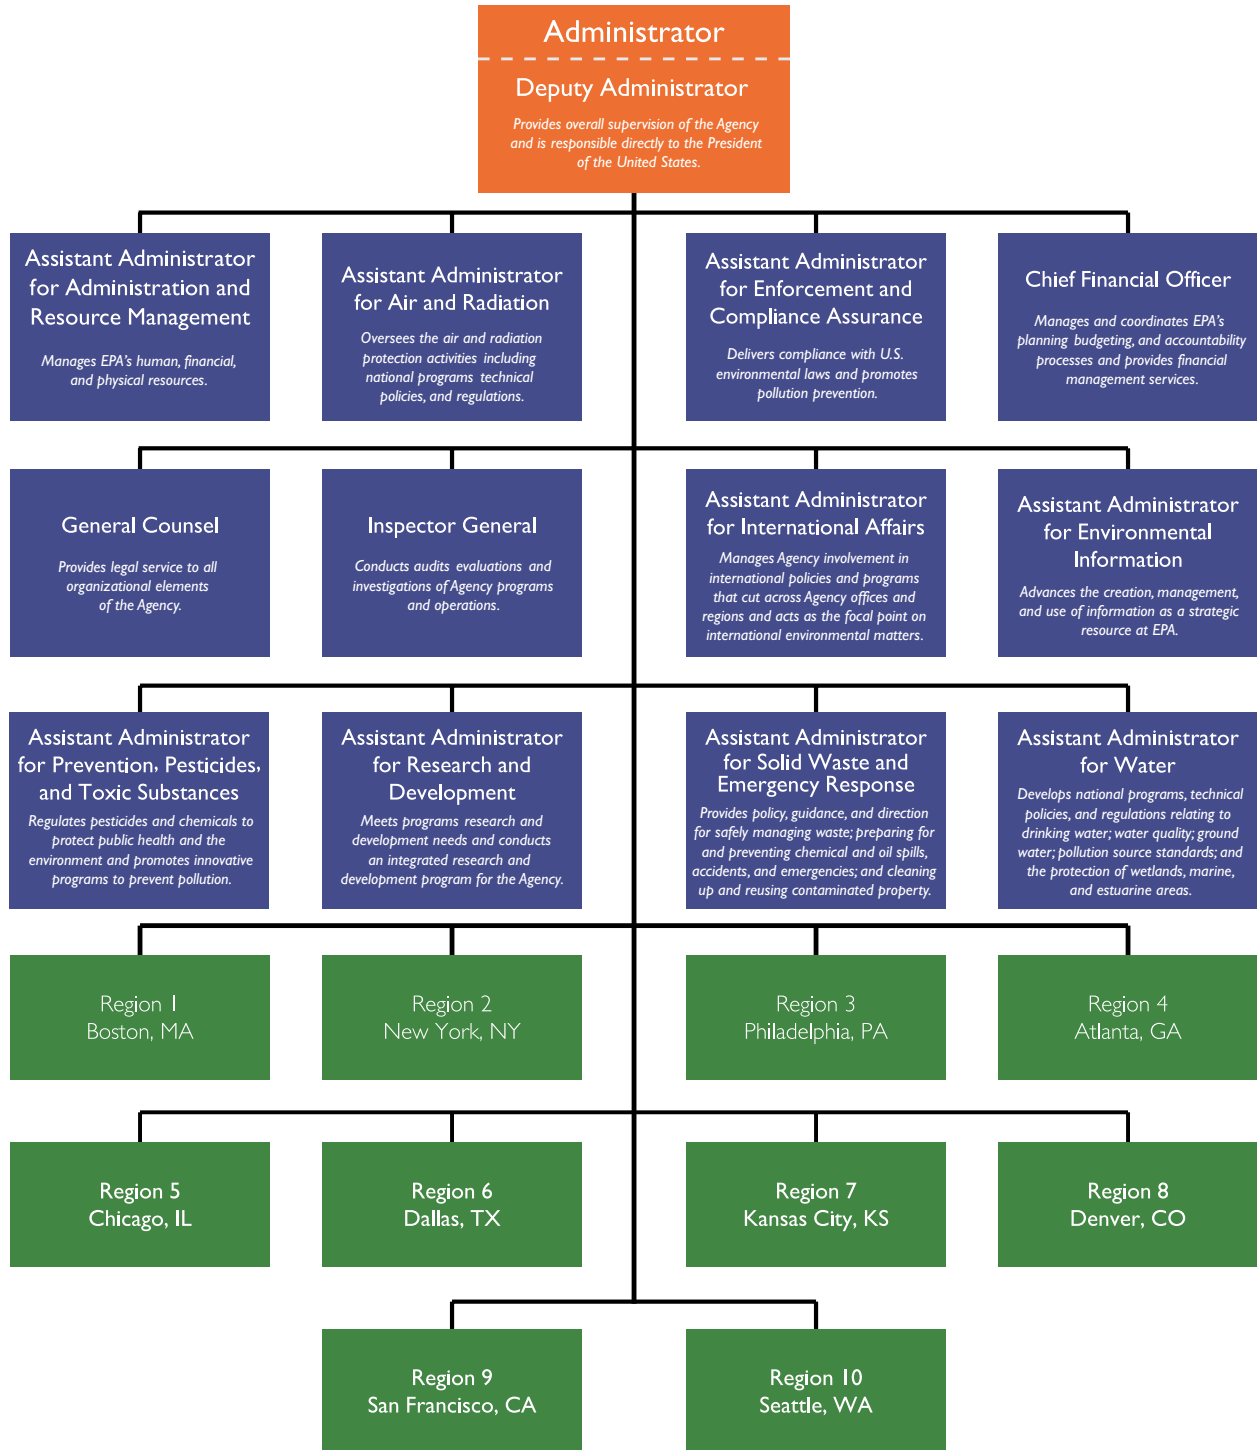 Administrator
Deputy Administrator
Provides overall supervision of the Agency
and is responsible directly to the President
of the United States.
Assistant Administrator
for Administration and
Resource Management
Manages EPA's human, financial,
and physical resources.
Assistant Administrator
for Air and Radiation
Oversees the air and radiation
protection activities including
national programs technical
policies, and regulations.
Assistant Administrator
for Enforcement and
Compliance Assurance
Delivers compliance with U.S.
environmental laws and promotes
pollution prevention.
Chief Financial Officer
Manages and coordinates EPA's
planning budgeting, and accountability
processes and provides financial
management services.
General Counsel
Provides legal service to all
organizational elements
of the Agency.
Inspector General
Conducts audits evaluations and
investigations of Agency programs
and operations.
Assistant Administrator
for International Affairs
Manages Agency involvement in
international policies and programs
that cut across Agency offices and
regions and acts as the focal point on
international environmental matters.
Assistant Administrator
for Environmental
Information
Advances the creation, management,
and use of information as a strategic
resource at EPA.
Assistant Administrator
for Prevention, Pesticides,
and Toxic Substances
Regulates pesticides and chemicals to
protect public health and the
environment and promotes innovative
programs to prevent pollution.
Assistant Administrator
for Research and
Development
Meets programs research and
development needs and conducts
an integrated research and
development program for the Agency.
Assistant Administrator
for Solid Waste and
Emergency Response
Provides policy, guidance, and direction
for safely managing waste; preparing for
and preventing chemical and oil spills,
accidents, and emergencies; and cleaning
up and reusing contaminated property.
Assistant Administrator
for Water
Develops national programs, technical
policies, and regulations relating to
drinking water; water quality; ground
water; pollution source standards; and
the protection of wetlands, marine,
and estuarine areas.
Region 1
Boston, MA
Region 2
New York, NY
Region 3
Philadelphia, PA
Region 4
Atlanta, GA
Region 5
Chicago, IL
Region 6
Dallas, TX
Region 7
Kansas City, KS
Region 8
Denver, CO
Region 9
San Francisco, CA
Region 10
Seattle, WA